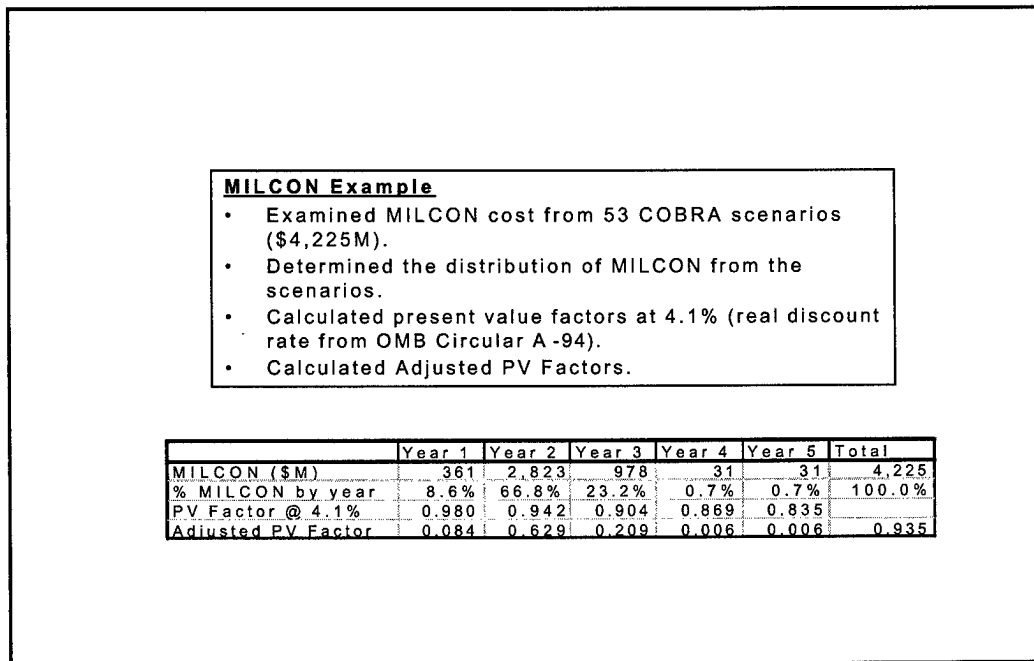 MILCON Example
• Examined MILCON cost from 53 COBRA scenarios
($4,225M).
• Determined the distribution of MILCON from the
scenarios.
• Calculated present value factors at 4.1% (real discount
rate from OMB Circular A -94).
• Calculated Adjusted PV Factors.
Year 1 Year 2 Year 3 Year 4 Year 5 Total
MILCON ($M) 361 2,823 978 31 31 4,225
% MILCON by year 8.6% 66.8% 23.2% 0.7% 0.7% 100.0%
PV Factor @ 4.1% 0.980 0.942 0.904 0.869 0.835
Adjusted PV Factor 0.084 0.629 0.209 0.006 0.006 0.935